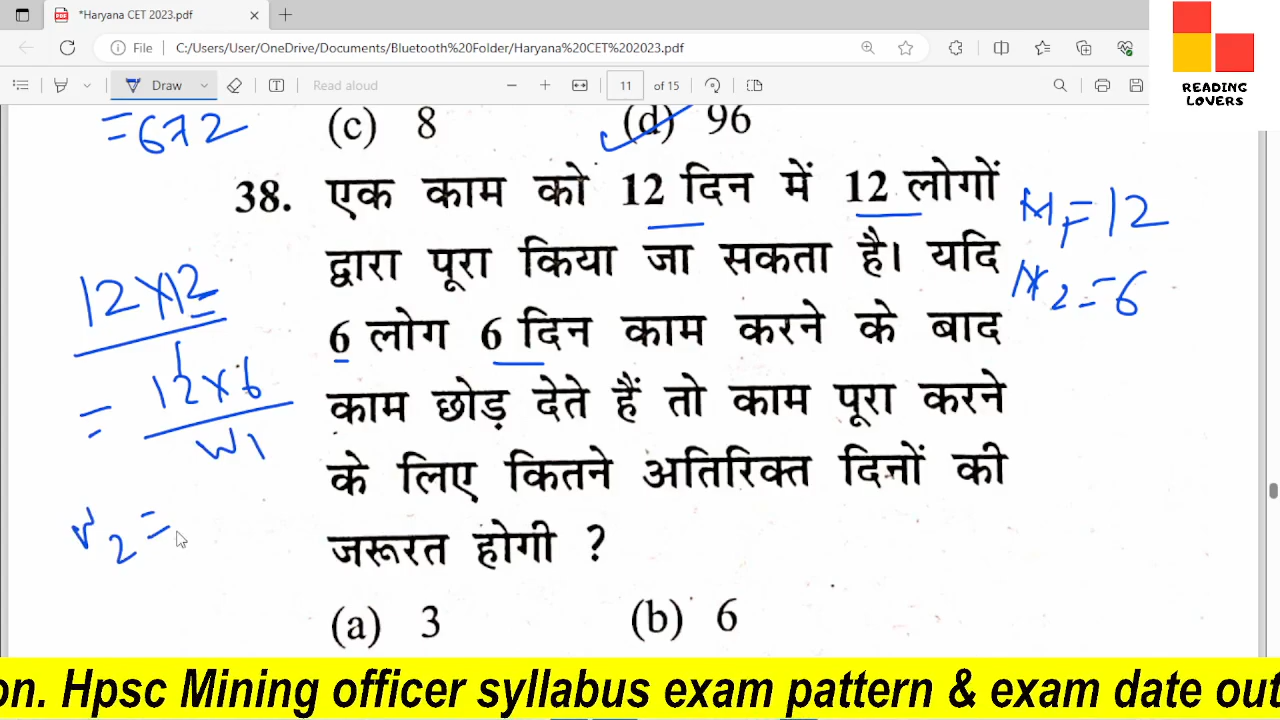 *Haryana CET 2023.pdf
File C:/Users/User/OneDrive/Documents/Bluetooth%20Folder/Haryana%20CET%202023.pdf
Draw Read aloud 11 of 15
READING
LOVERS
=672 (c) 8 (d) 96
38. एक काम को 12 दिन में 12 लोगों
द्वारा पूरा किया जा सकता है। यदि
6 लोग 6 दिन काम करने के बाद
काम छोड़ देते हैं तो काम पूरा करने
के लिए कितने अतिरिक्त दिनों की
जरूरत होगी ?
(a) 3 (b) 6
M1=12
M2=6
12×12
1
= 12×6
W1
W2=
on. Hpsc Mining officer syllabus exam pattern & exam date out